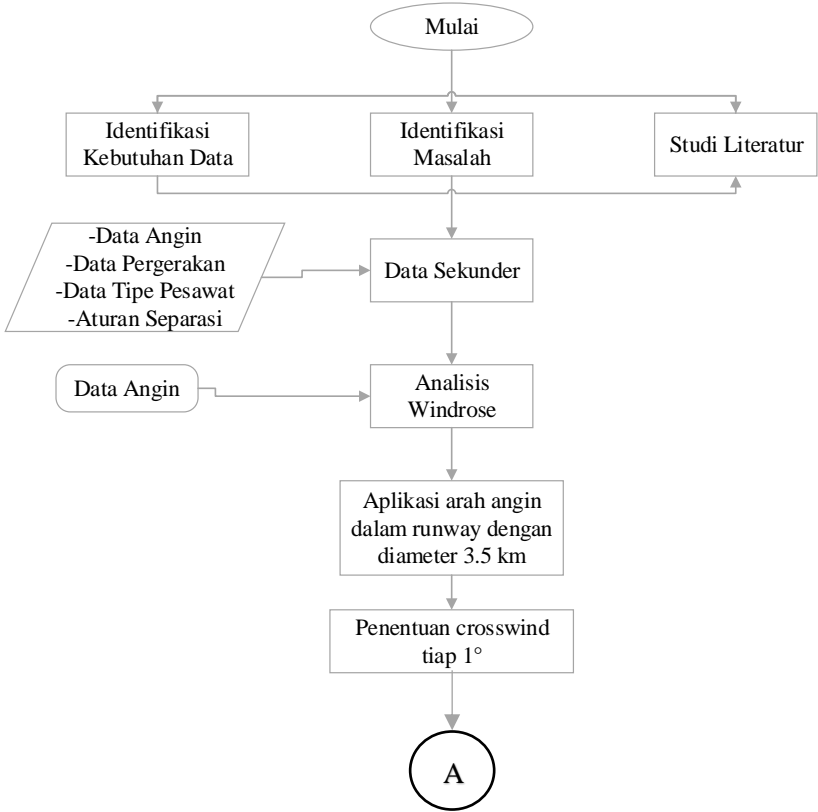 Mulai
Identifikasi
Kebutuhan Data
Identifikasi
Masalah
Studi Literatur
-Data Angin
-Data Pergerakan
-Data Tipe Pesawat
-Aturan Separasi
Data Sekunder
Data Angin
Analisis
Windrose
Aplikasi arah angin
dalam runway dengan
diameter 3.5 km
Penentuan crosswind
tiap 1°
A